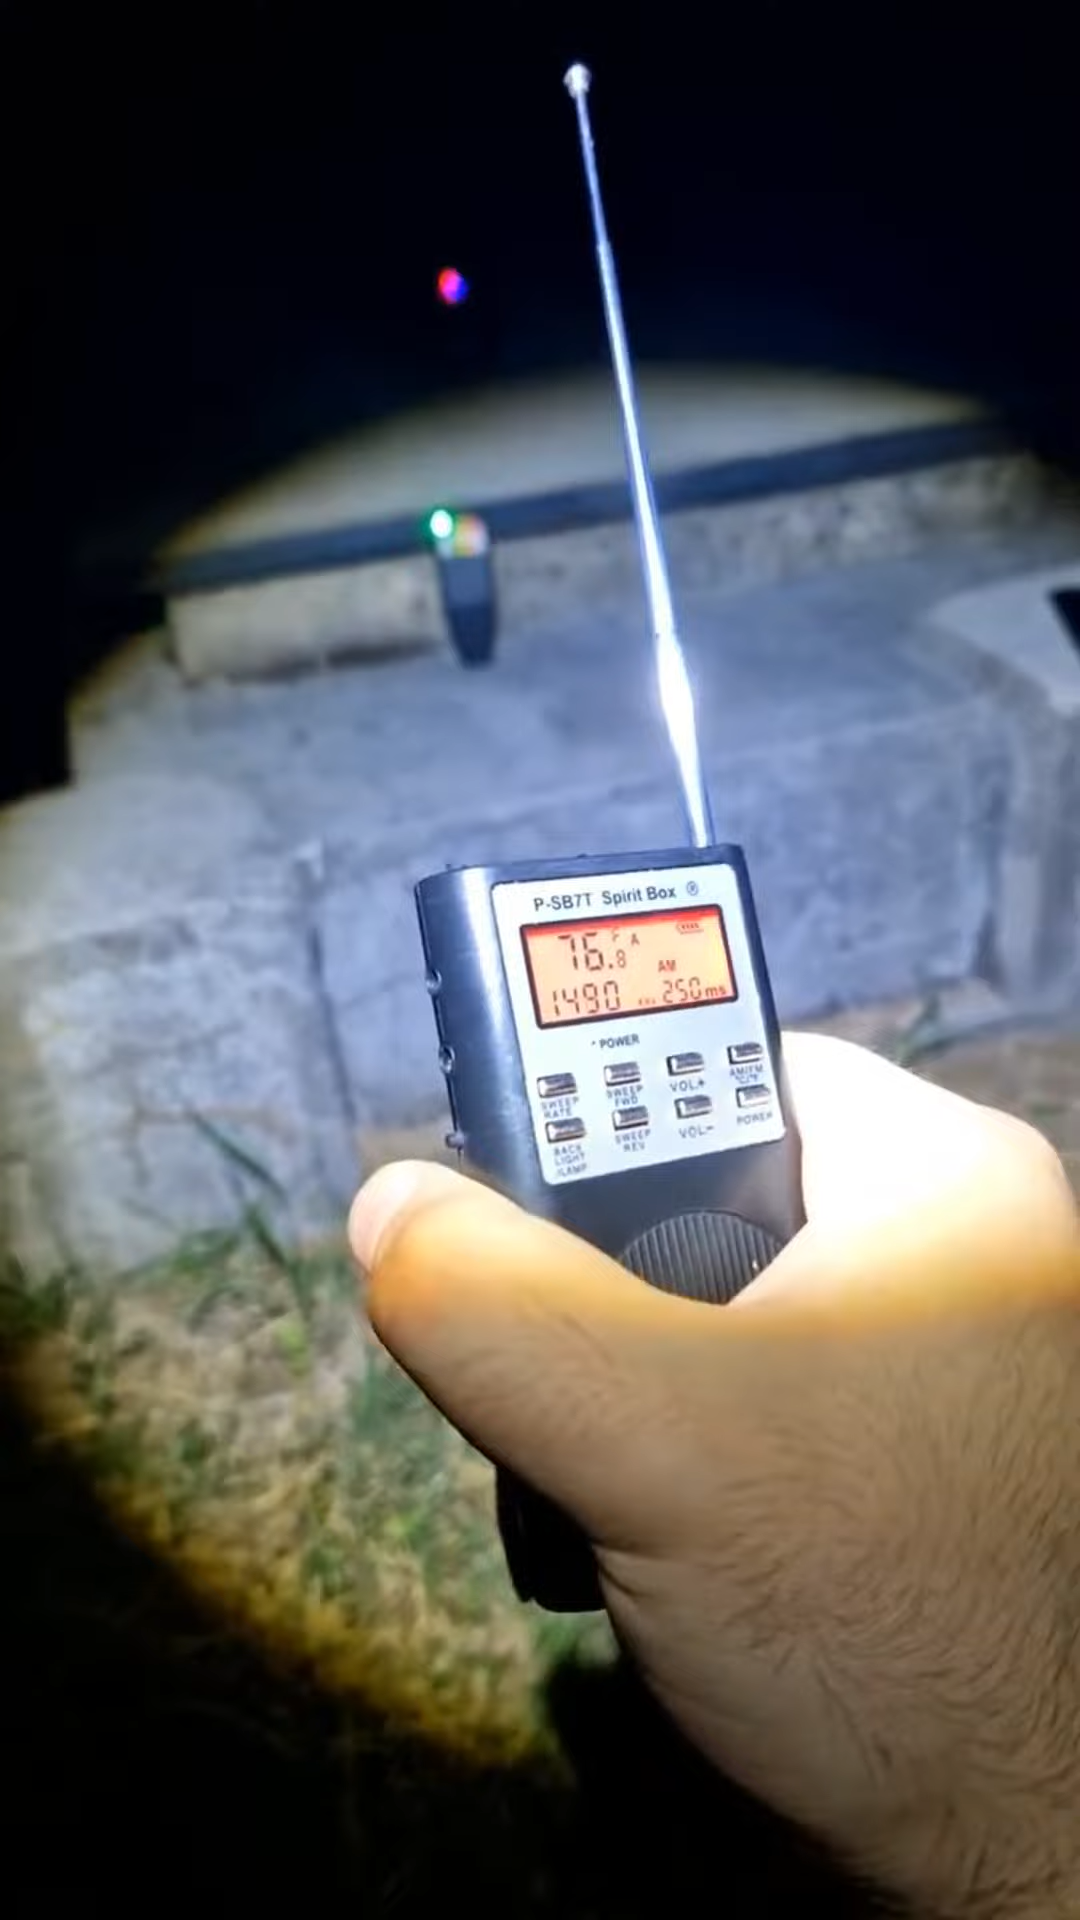 P-SB7T Spirit Box ®
76.8 F A
AM
1490 250ms
POWER
SWEEP RATE
SWEEP FWD
VOL+
AM/FM
BACK LIGHT /LAMP
SWEEP REV
VOL-
POWER